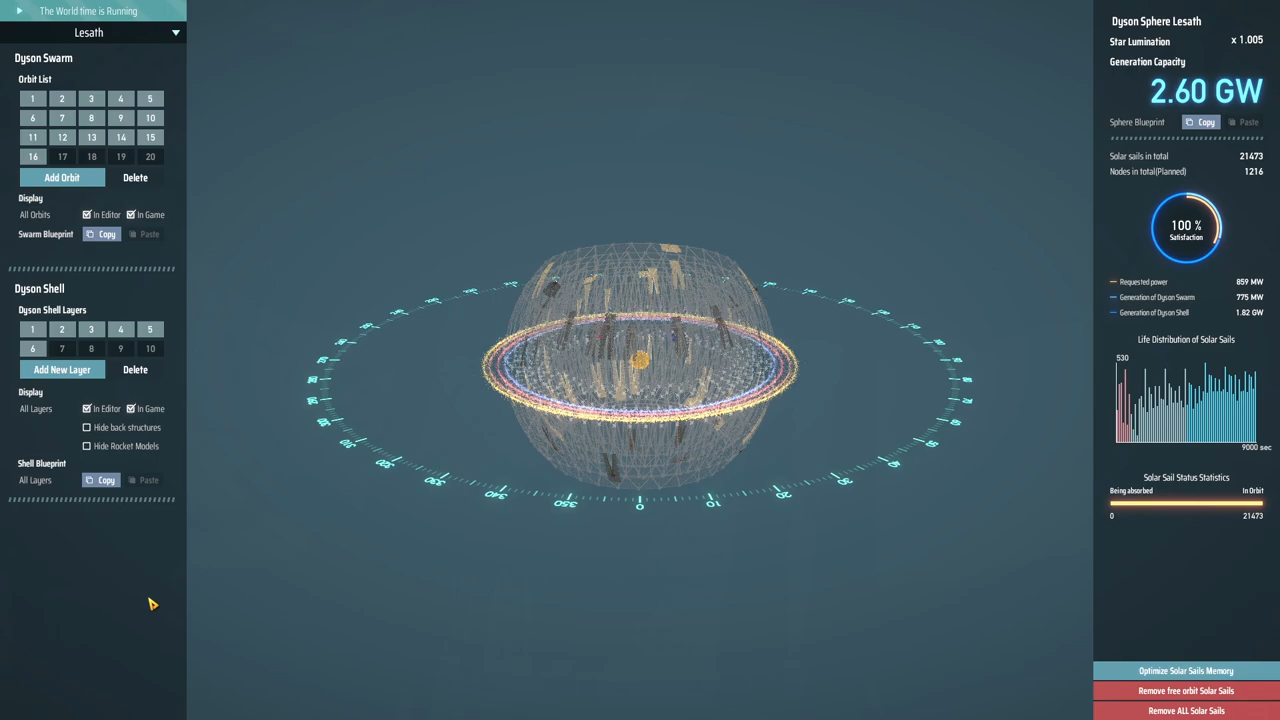 The World time is Running
Lesath
Dyson Swarm
Orbit List
1 2 3 4 5
6 7 8 9 10
11 12 13 14 15
16 17 18 19 20
Add Orbit Delete
Display
All Orbits In Editor In Game
Swarm Blueprint Copy Paste
Dyson Shell
Dyson Shell Layers
1 2 3 4 5
6 7 8 9 10
Add New Layer Delete
Display
All Layers In Editor In Game
Hide back structures
Hide Rocket Models
Shell Blueprint
All Layers Copy Paste
340 350 0 10 20
Dyson Sphere Lesath
Star Lumination x 1.005
Generation Capacity
2.60 GW
Sphere Blueprint Copy Paste
Solar sails in total 21473
Nodes in total(Planned) 1216
100 %
Satisfaction
Requested power 859 MW
Generation of Dyson Swarm 775 MW
Generation of Dyson Shell 1.82 GW
Life Distribution of Solar Sails
530
9000 sec
Solar Sail Status Statistics
Being absorbed In Orbit
0 21473
Optimize Solar Sails Memory
Remove free orbit Solar Sails
Remove ALL Solar Sails